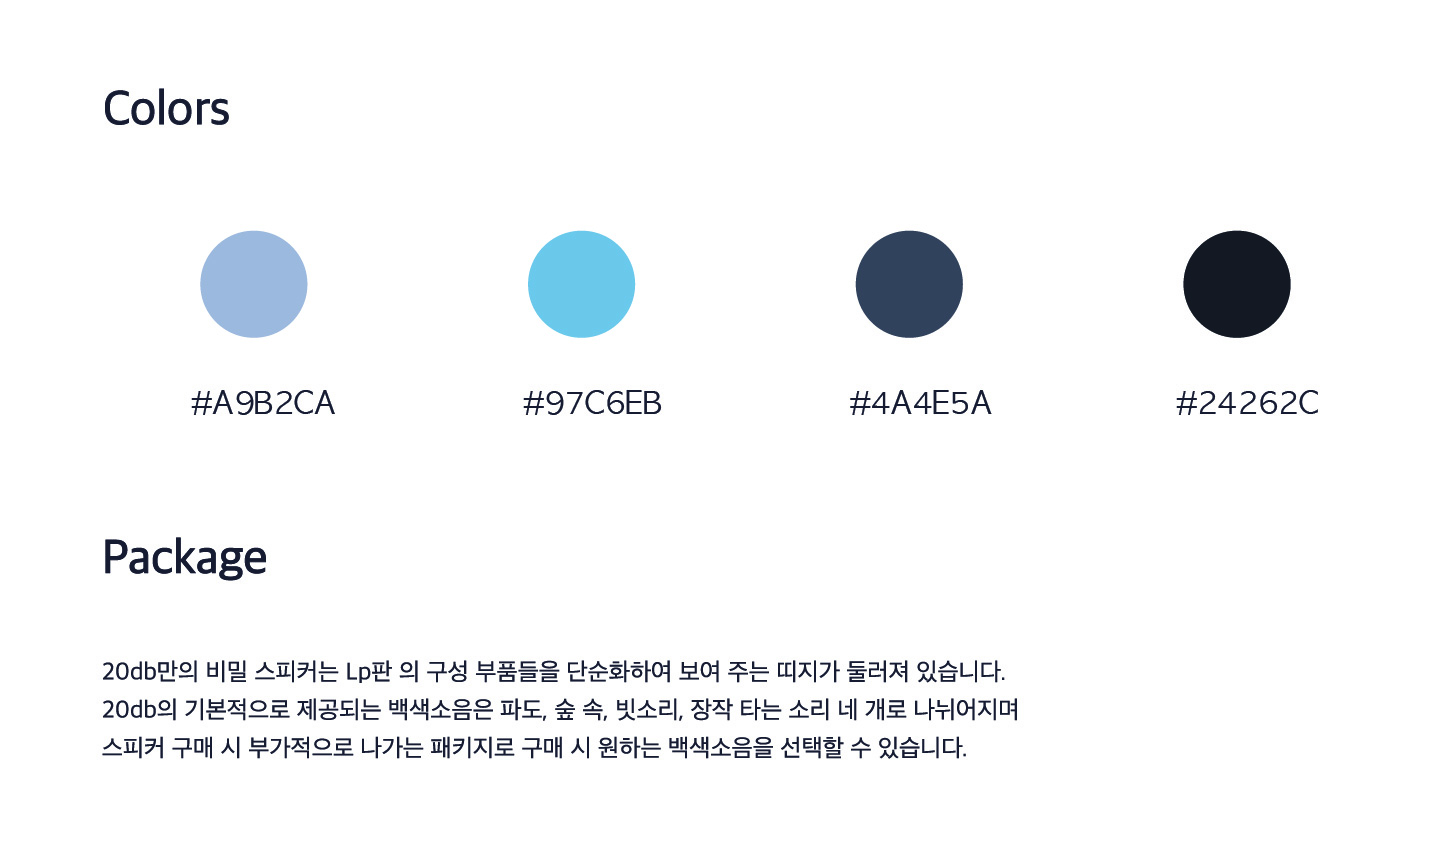 Colors
#A9B2CA
#97C6EB
#4A4E5A
#24262C
Package
20db만의 비밀 스피커는 Lp판 의 구성 부품들을 단순화하여 보여 주는 띠지가 둘러져 있습니다.
20db의 기본적으로 제공되는 백색소음은 파도, 숲 속, 빗소리, 장작 타는 소리 네 개로 나뉘어지며
스피커 구매 시 부가적으로 나가는 패키지로 구매 시 원하는 백색소음을 선택할 수 있습니다.